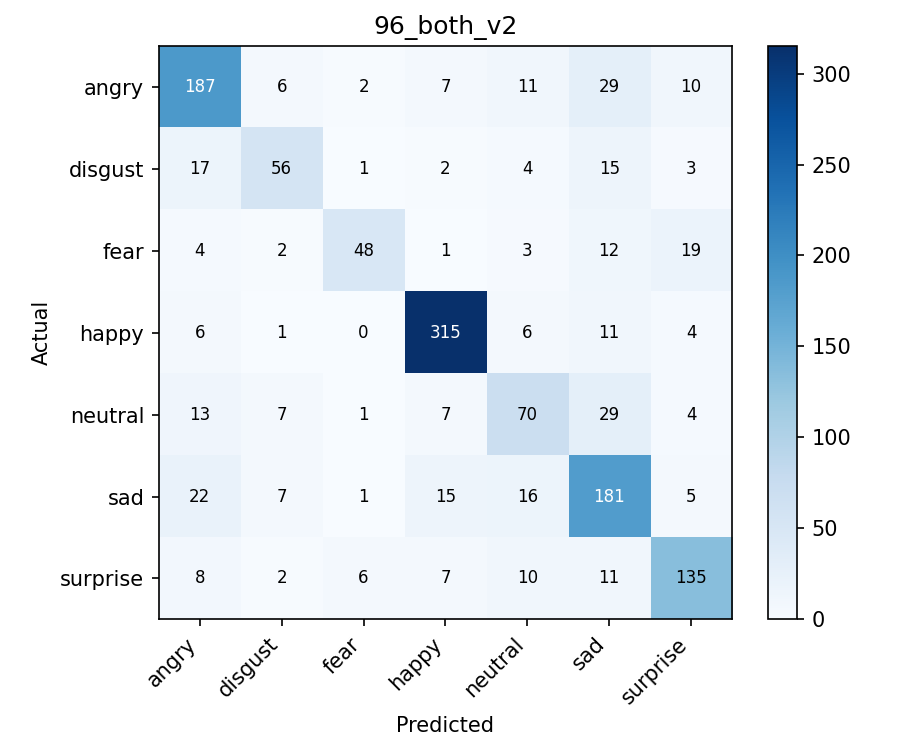 96_both_v2
angry 187 6 2 7 11 29 10 300
disgust 17 56 1 2 4 15 3 250
fear 4 2 48 1 3 12 19 200
Actual
happy 6 1 0 315 6 11 4 150
neutral 13 7 1 7 70 29 4 100
sad 22 7 1 15 16 181 5 50
surprise 8 2 6 7 10 11 135 0
angry disgust fear happy neutral sad surprise
Predicted